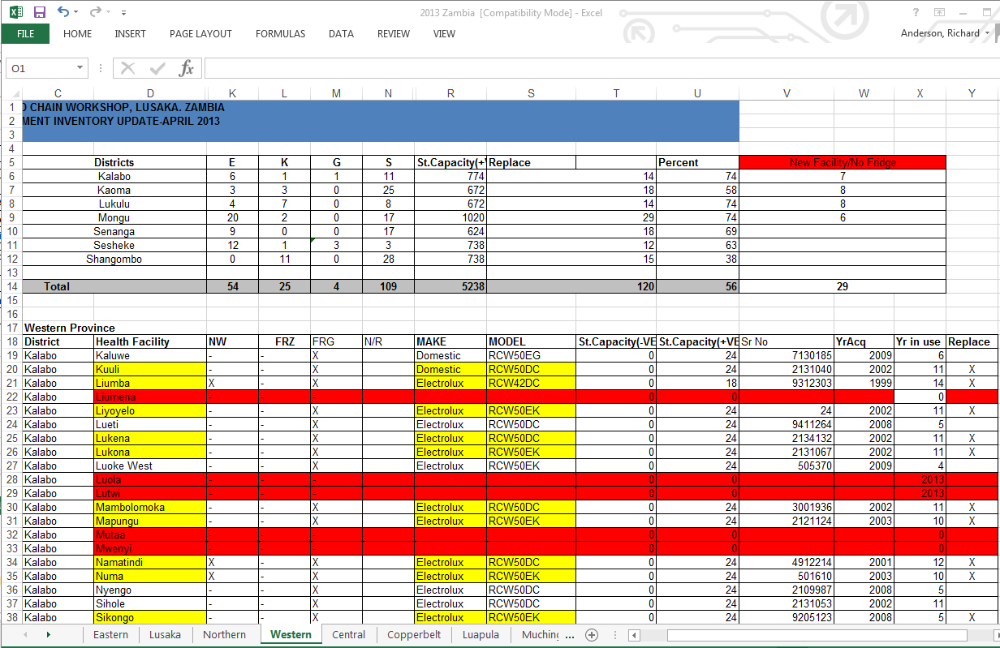 2013 Zambia [Compatibility Mode] - Excel
FILE HOME INSERT PAGE LAYOUT FORMULAS DATA REVIEW VIEW Anderson, Richard
O1 fx
C D K L M N R S T U V W X Y
1 D CHAIN WORKSHOP, LUSAKA. ZAMBIA
2 MENT INVENTORY UPDATE-APRIL 2013
3
4
5 Districts E K G S St.Capacity(+ Replace Percent New Facility/No Fridge
6 Kalabo 6 1 1 11 774 14 74 7
7 Kaoma 3 3 0 25 672 18 58 8
8 Lukulu 4 7 0 8 672 14 74 8
9 Mongu 20 2 0 17 1020 29 74 6
10 Senanga 9 0 0 17 624 18 69
11 Sesheke 12 1 3 3 738 12 63
12 Shangombo 0 11 0 28 738 15 38
13
14 Total 54 25 4 109 5238 120 56 29
15
16
17 Western Province
18 District Health Facility NW FRZ FRG N/R MAKE MODEL St.Capacity(-VE St.Capacity(+VE Sr No YrAcq Yr in use Replace
19 Kalabo Kaluwe - - X Domestic RCW50EG 0 24 7130185 2009 6
20 Kalabo Kuuli - - X Domestic RCW50DC 0 24 2131040 2002 11 X
21 Kalabo Liumba X - X Electrolux RCW42DC 0 18 9312303 1999 14 X
22 Kalabo Liumena - - - 0 0 0
23 Kalabo Liyoyelo - - X Electrolux RCW50EK 0 24 24 2002 11 X
24 Kalabo Lueti - - X Electrolux RCW50DC 0 24 9411264 2008 5
25 Kalabo Lukena - - X Electrolux RCW50DC 0 24 2134132 2002 11 X
26 Kalabo Lukona - - X Electrolux RCW50EK 0 24 2131067 2002 11 X
27 Kalabo Luoke West - - X Electrolux RCW50EK 0 24 505370 2009 4
28 Kalabo Luola - - - 0 0 2013
29 Kalabo Lutwi - - - 0 0 2013
30 Kalabo Mambolomoka - - X Electrolux RCW50DC 0 24 3001936 2002 11 X
31 Kalabo Mapungu - - X Electrolux RCW50EK 0 24 2121124 2003 10 X
32 Kalabo Mutaa - - - 0 0 0
33 Kalabo Mwenyi - - - 0 0 0
34 Kalabo Namatindi X - X Electrolux RCW50DC 0 24 4912214 2001 12 X
35 Kalabo Numa X - X Electrolux RCW50EK 0 24 501610 2003 10 X
36 Kalabo Nyengo - - X Electrolux RCW50DC 0 24 2109987 2008 5
37 Kalabo Sihole - - X Electrolux RCW50DC 0 24 2131053 2002 11
38 Kalabo Sikongo - - X Electrolux RCW50EK 0 24 9205123 2008 5 X
Eastern Lusaka Northern Western Central Copperbelt Luapula Muching ...